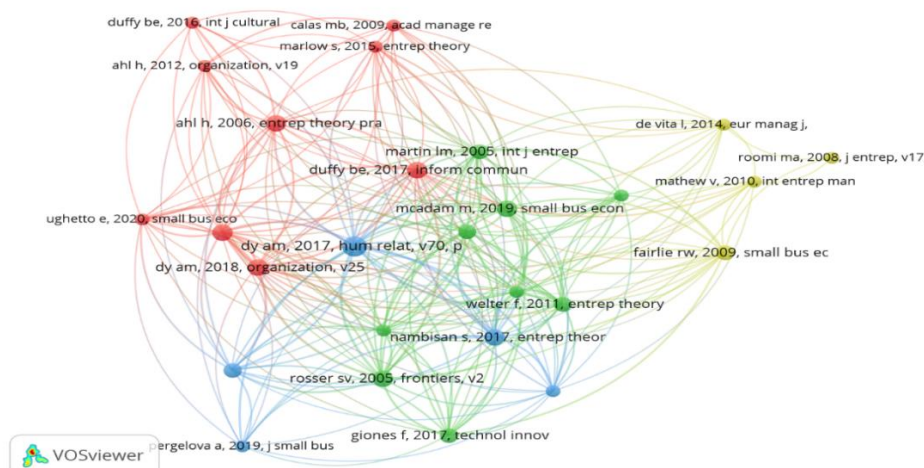 duffy be, 2016, int j cultural
calas mb, 2009, acad manage re
marlow s, 2015, entrep theory
ahl h, 2012, organization, v19
ahl h, 2006, entrep theory pra
de vita l, 2014, eur manag j,
martin lm, 2005, int j entrep
roomi ma, 2008, j entrep, v17
duffy be, 2017, inform commun
mathew v, 2010, int entrep man
mcadam m, 2019, small bus econ
ughetto e, 2020, small bus eco
dy am, 2017, hum relat, v70, p
fairlie rw, 2009, small bus ec
dy am, 2018, organization, v25
welter f, 2011, entrep theory
nambisan s, 2017, entrep theor
rosser sv, 2005, frontiers, v2
giones f, 2017, technol innov
pergelova a, 2019, j small bus
VOSviewer